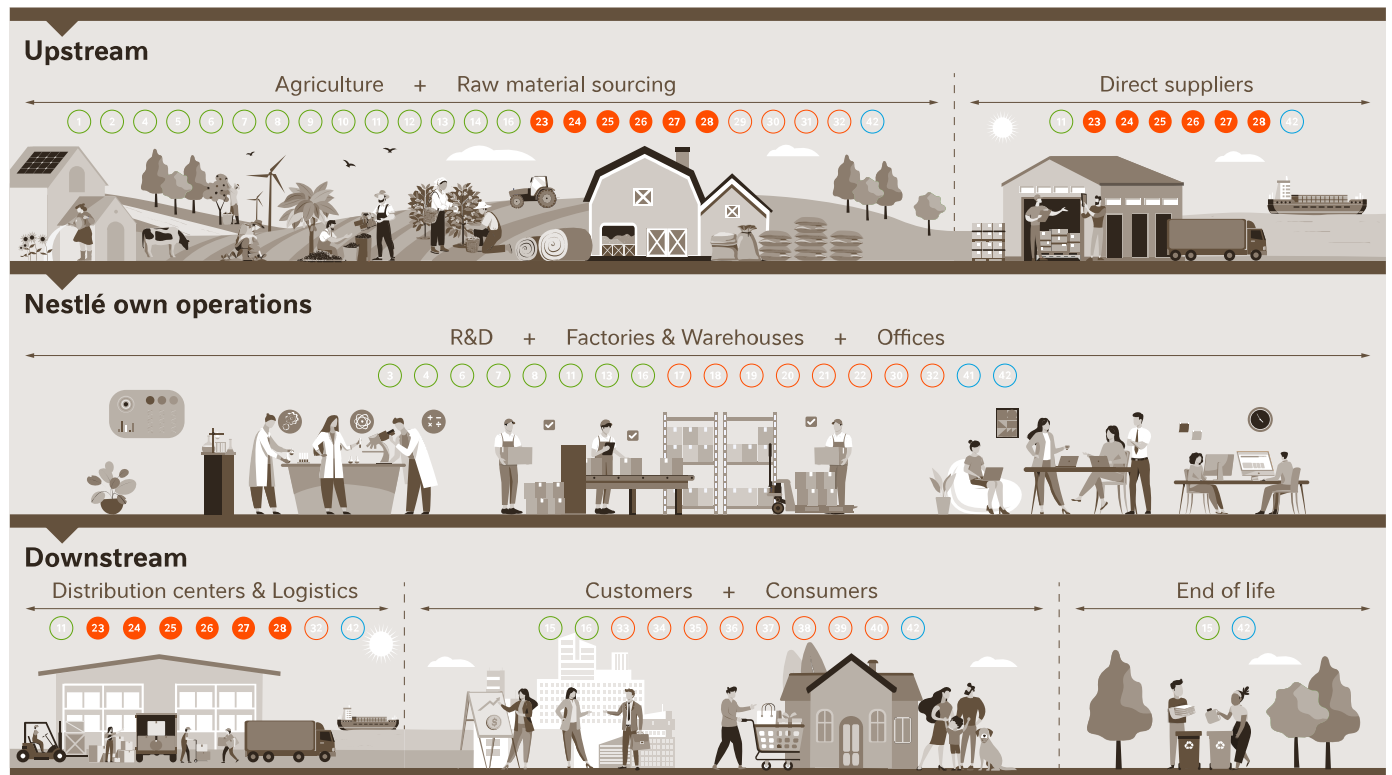 Upstream
Agriculture + Raw material sourcing
Direct suppliers
1 2 4 5 6 7 8 9 10 11 12 13 14 16 23 24 25 26 27 28 29 30 31 32 42
11 23 24 25 26 27 28 42
Nestlé own operations
R&D + Factories & Warehouses + Offices
3 4 6 7 8 11 13 16 17 18 19 20 21 22 30 32 41 42
Downstream
Distribution centers & Logistics
Customers + Consumers
End of life
11 23 24 25 26 27 28 32 42
15 16 33 34 35 36 37 38 39 40 42
15 42